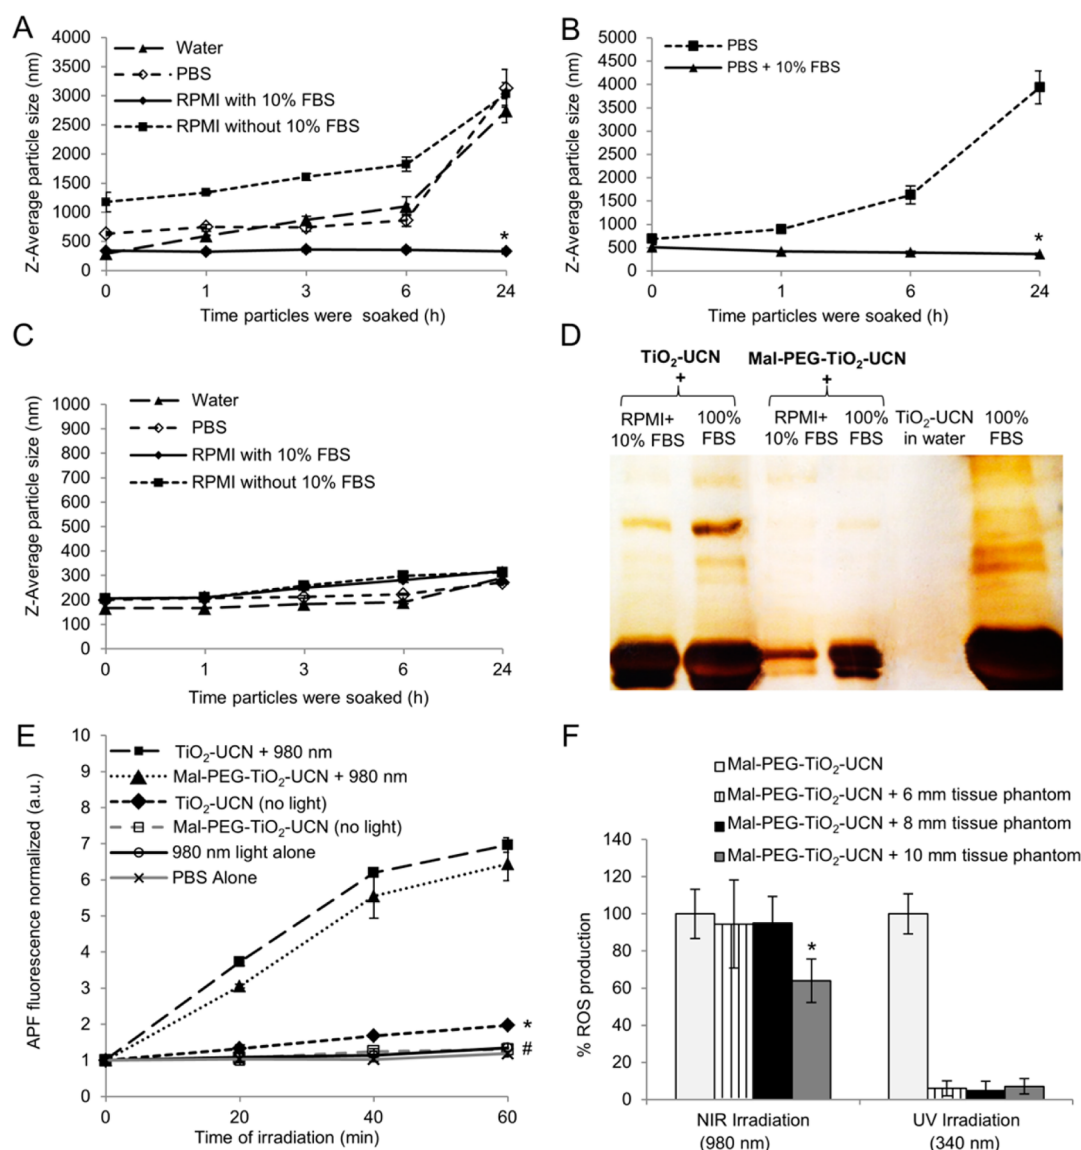 A
Z-Average particle size (nm)
4000
3500
3000
2500
2000
1500
1000
500
0
Water
PBS
RPMI with 10% FBS
RPMI without 10% FBS
*
0 1 3 6 24
Time particles were soaked (h)
B
Z-Average particle size (nm)
5000
4500
4000
3500
3000
2500
2000
1500
1000
500
0
PBS
PBS + 10% FBS
*
0 1 6 24
Time particles were soaked (h)
C
Z-Average particle size (nm)
1000
900
800
700
600
500
400
300
200
100
0
Water
PBS
RPMI with 10% FBS
RPMI without 10% FBS
0 1 3 6 24
Time particles were soaked (h)
D
TiO₂-UCN Mal-PEG-TiO₂-UCN
+ +
RPMI+ 100% RPMI+ 100% TiO₂-UCN 100%
10% FBS FBS 10% FBS FBS in water FBS
E
APF fluorescence normalized (a.u.)
10
9
8
7
6
5
4
3
2
1
0
TiO₂-UCN + 980 nm
Mal-PEG-TiO₂-UCN + 980 nm
TiO₂-UCN (no light)
Mal-PEG-TiO₂-UCN (no light)
980 nm light alone
PBS Alone
*
#
0 20 40 60
Time of irradiation (min)
F
Mal-PEG-TiO₂-UCN
Mal-PEG-TiO₂-UCN + 6 mm tissue phantom
Mal-PEG-TiO₂-UCN + 8 mm tissue phantom
Mal-PEG-TiO₂-UCN + 10 mm tissue phantom
% ROS production
140
120
100
80
60
40
20
0
*
NIR Irradiation UV Irradiation
(980 nm) (340 nm)